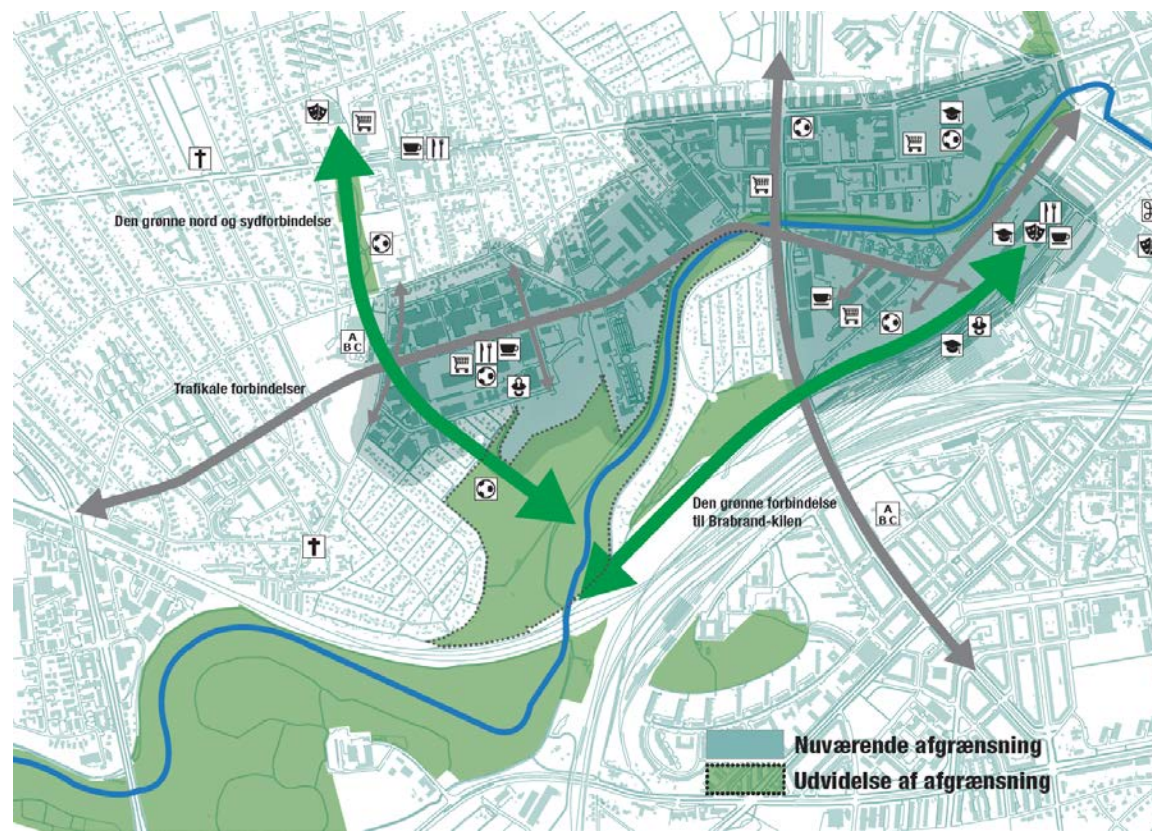 Den grønne nord og sydforbindelse
A
B C
Trafikale forbindelser
Den grønne forbindelse
til Brabrand-kilen
A
B C
Nuværende afgrænsning
Udvidelse af afgrænsning